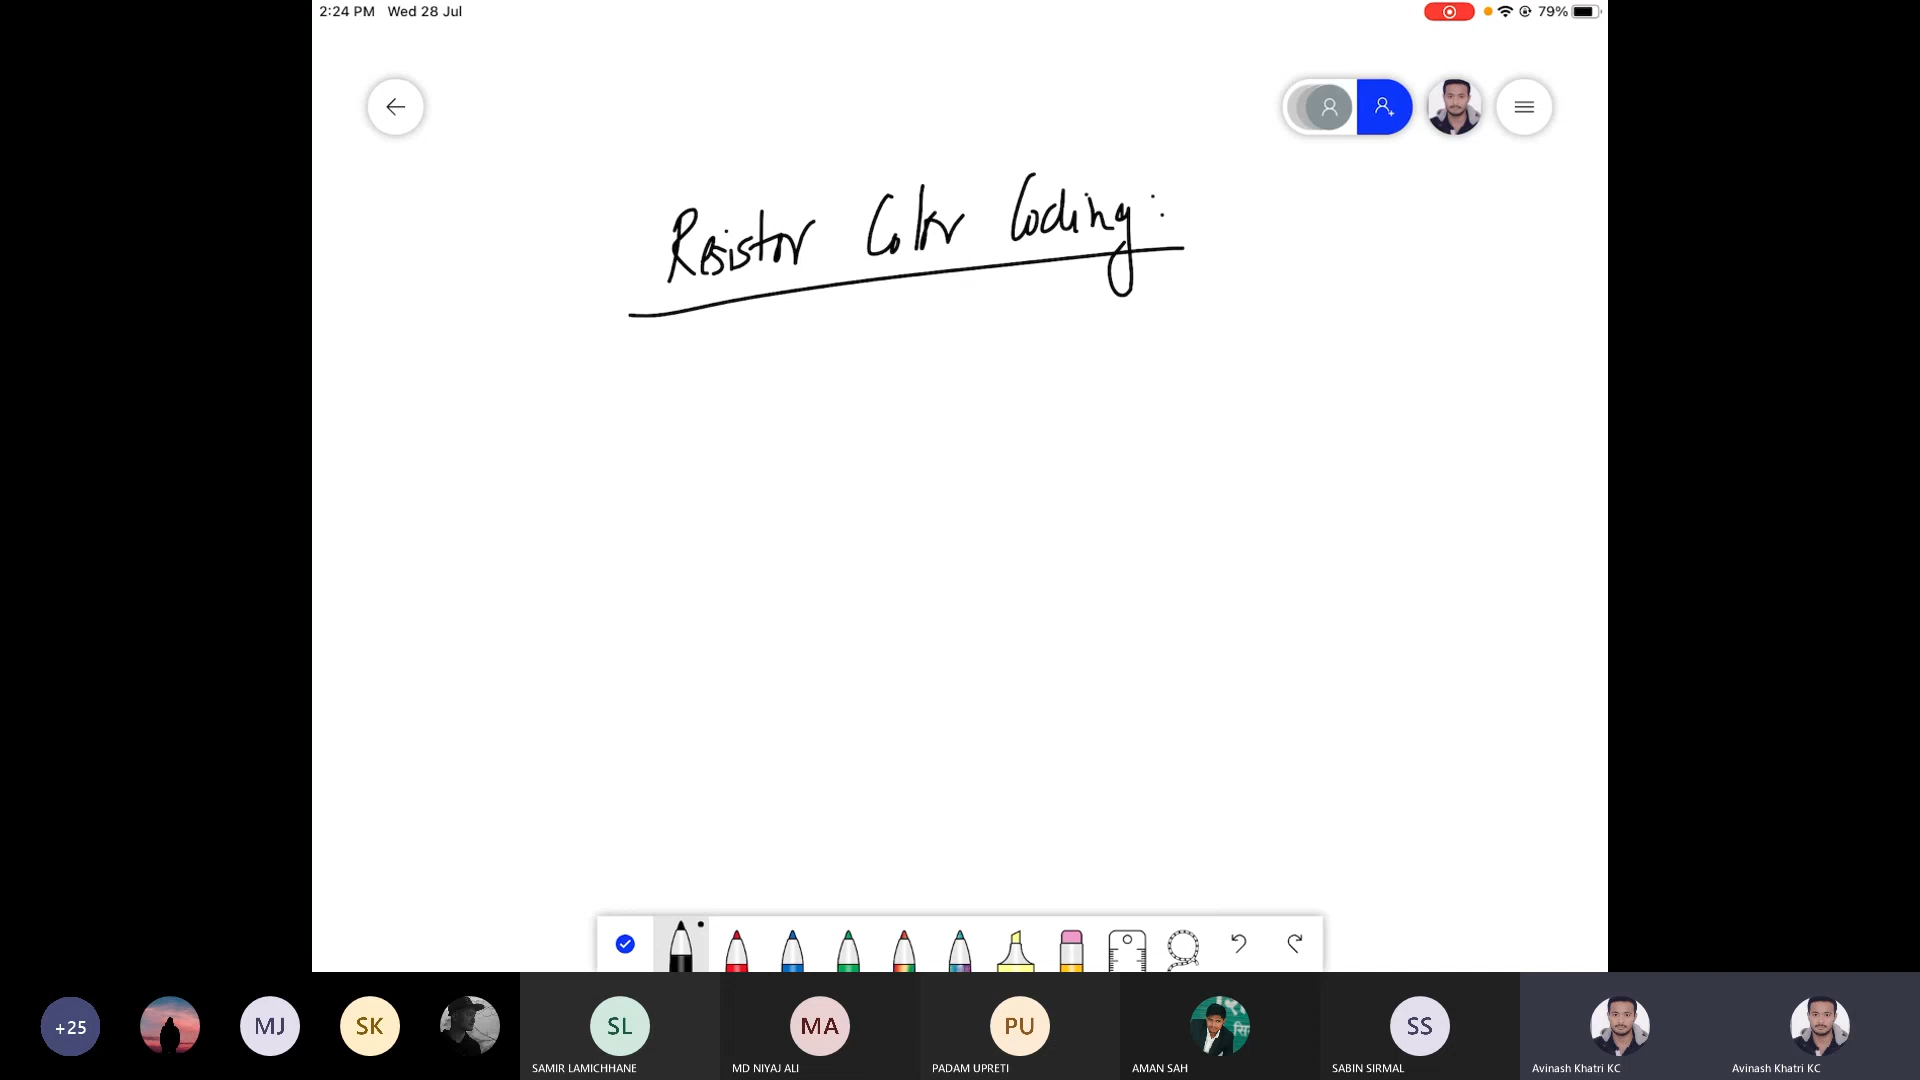 2:24 PM Wed 28 Jul 79%
Resistor Color Coding:
+25 MJ SK SL MA PU SS
SAMIR LAMICHHANE MD NIYAJ ALI PADAM UPRETI AMAN SAH SABIN SIRMAL Avinash Khatri KC Avinash Khatri KC